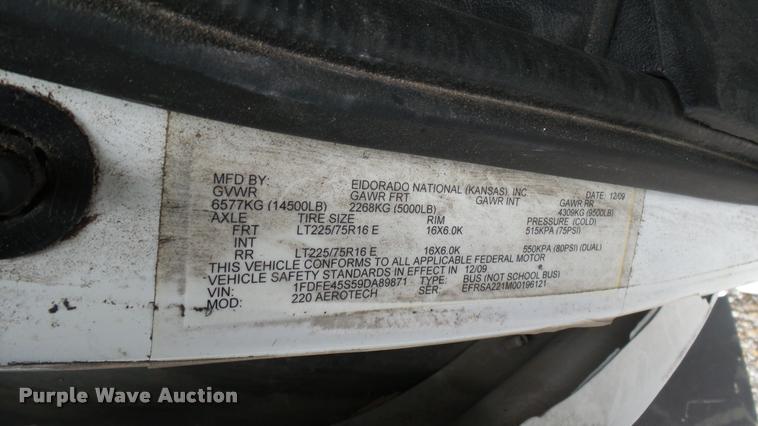 MFD BY: EIDORADO NATIONAL (KANSAS), INC. DATE: 12/09
GVWR GAWR FRT GAWR INT GAWR RR
6577KG (14500LB) 2268KG (5000LB) 4309KG (9500LB)
AXLE TIRE SIZE RIM PRESSURE (COLD)
FRT LT225/75R16 E 16X6.0K 515KPA (75PSI)
INT
RR LT225/75R16 E 16X6.0K 550KPA (80PSI) (DUAL)
THIS VEHICLE CONFORMS TO ALL APPLICABLE FEDERAL MOTOR
VEHICLE SAFETY STANDARDS IN EFFECT IN 12/09
VIN: 1FDFE45S59DA89871 TYPE: BUS (NOT SCHOOL BUS)
MOD: 220 AEROTECH SER: EFRSA221M00196121
Purple Wave Auction